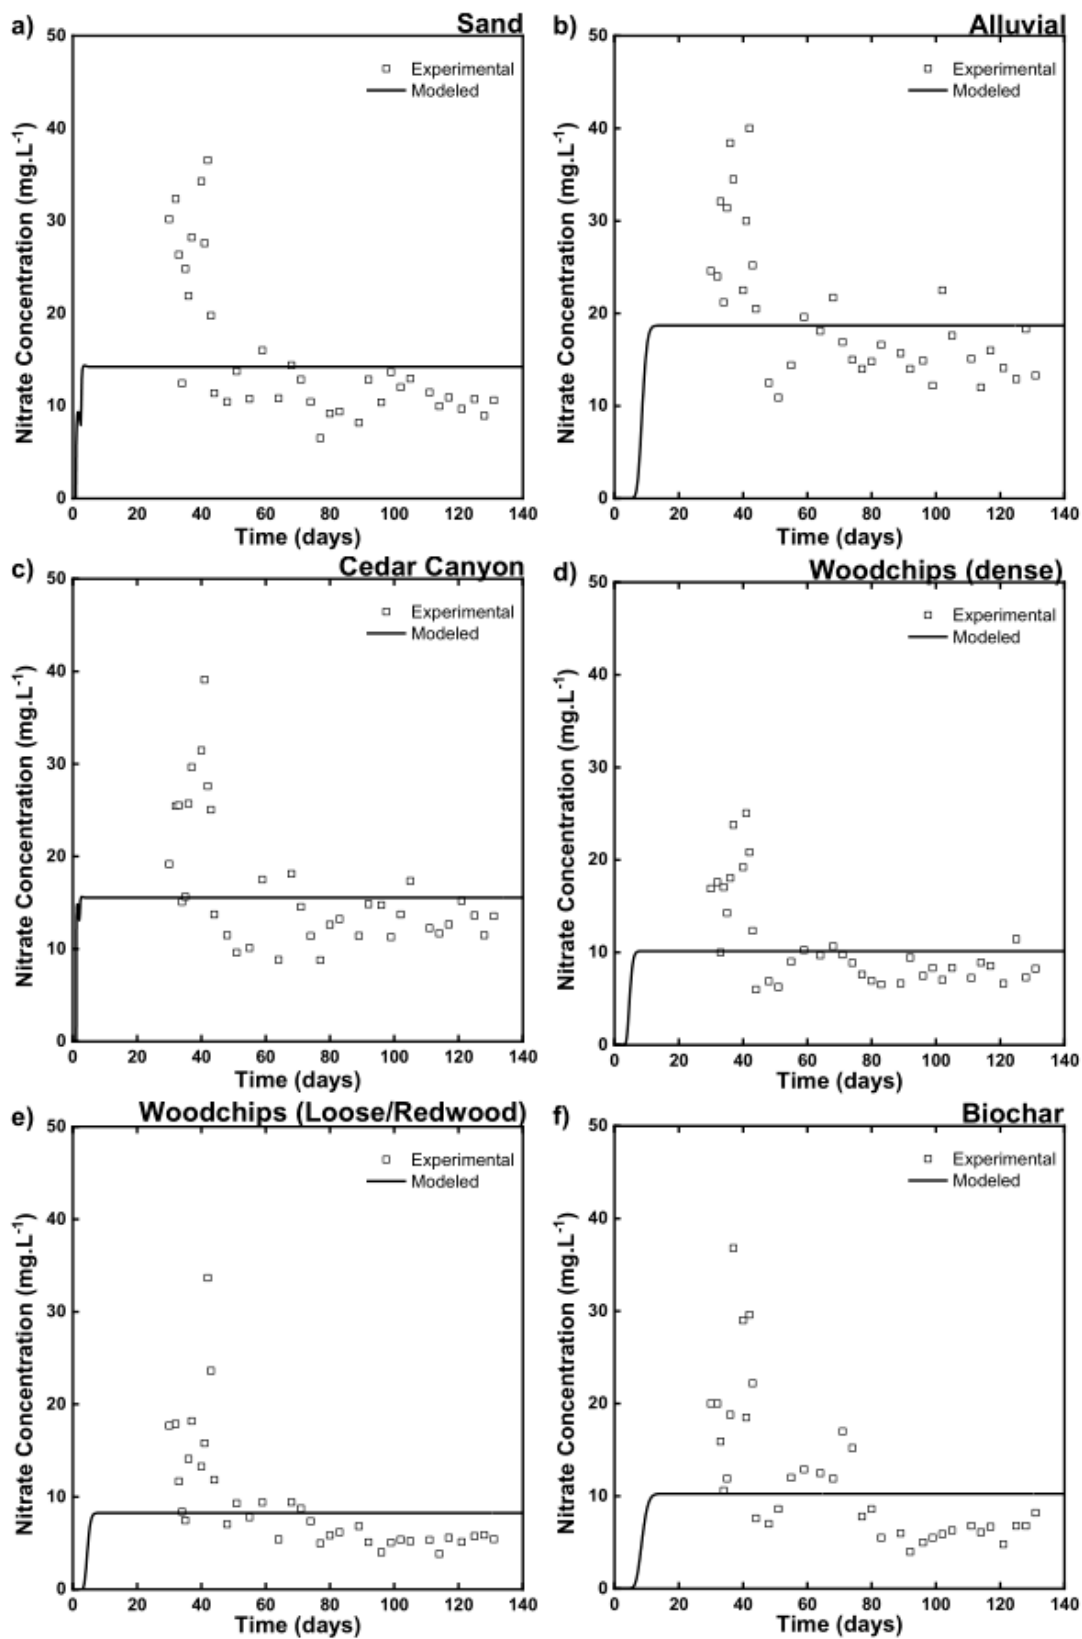 a) Sand
50
40
30
20
10
0
Nitrate Concentration (mg.L⁻¹)
Experimental
Modeled
0 20 40 60 80 100 120 140
Time (days)
b) Alluvial
50
40
30
20
10
0
Nitrate Concentration (mg.L⁻¹)
Experimental
Modeled
0 20 40 60 80 100 120 140
Time (days)
c) Cedar Canyon
50
40
30
20
10
0
Nitrate Concentration (mg.L⁻¹)
Experimental
Modeled
0 20 40 60 80 100 120 140
Time (days)
d) Woodchips (dense)
50
40
30
20
10
0
Nitrate Concentration (mg.L⁻¹)
Experimental
Modeled
0 20 40 60 80 100 120 140
Time (days)
e) Woodchips (Loose/Redwood)
50
40
30
20
10
0
Nitrate Concentration (mg.L⁻¹)
Experimental
Modeled
0 20 40 60 80 100 120 140
Time (days)
f) Biochar
50
40
30
20
10
0
Nitrate Concentration (mg.L⁻¹)
Experimental
Modeled
0 20 40 60 80 100 120 140
Time (days)